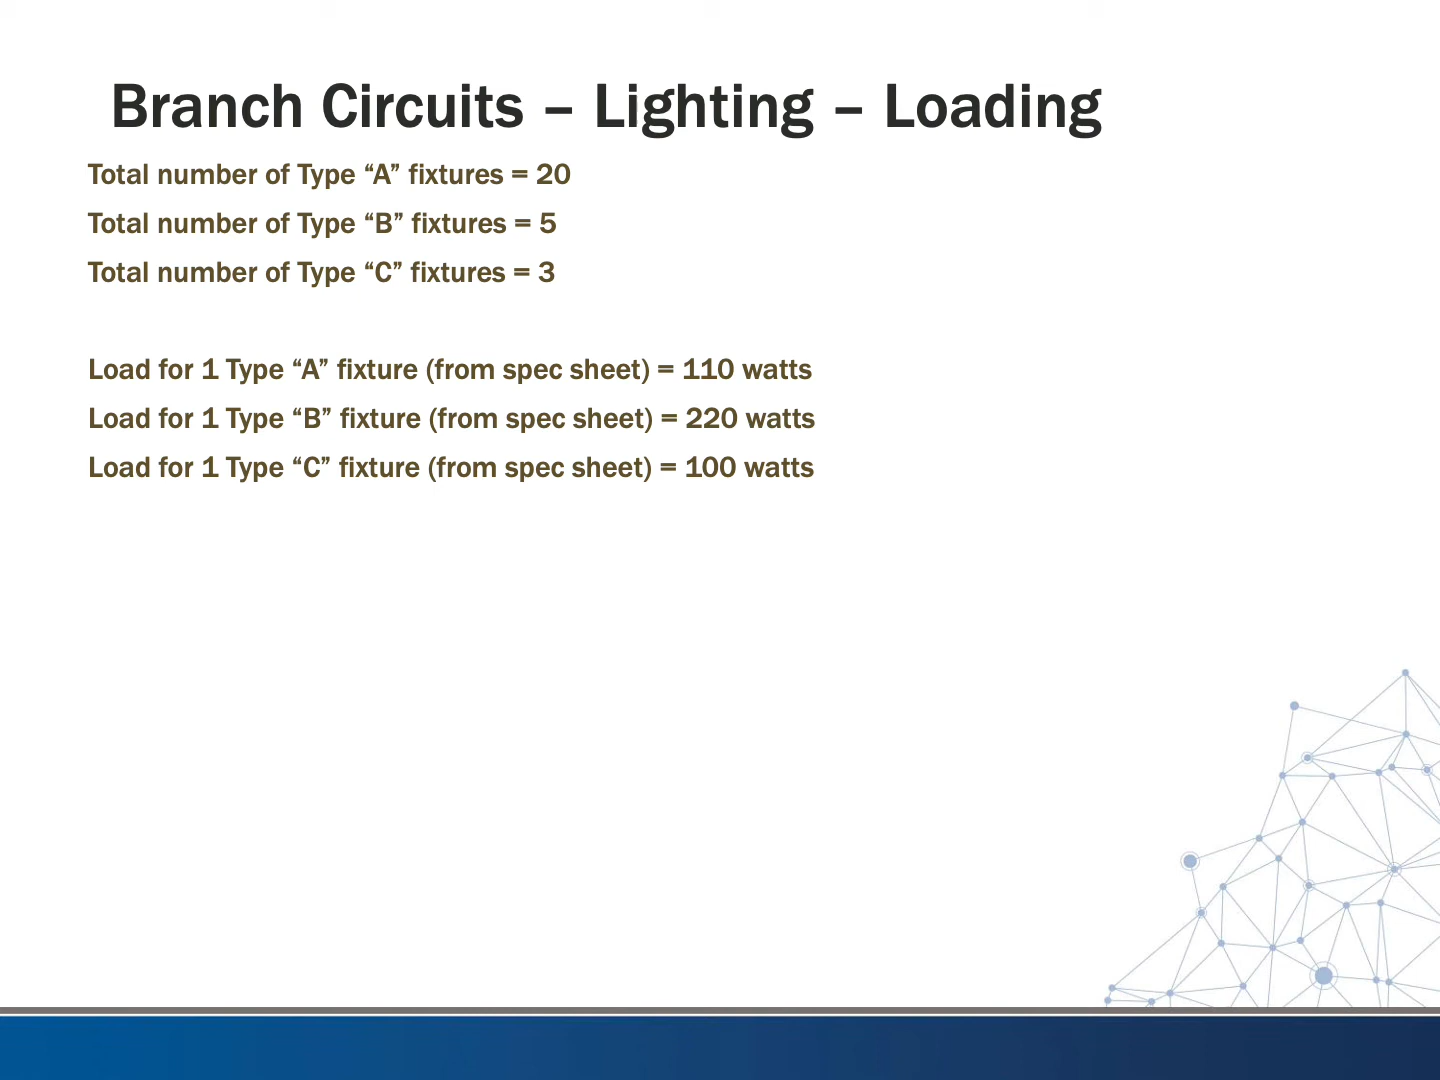 Branch Circuits – Lighting – Loading
Total number of Type “A” fixtures = 20
Total number of Type “B” fixtures = 5
Total number of Type “C” fixtures = 3
Load for 1 Type “A” fixture (from spec sheet) = 110 watts
Load for 1 Type “B” fixture (from spec sheet) = 220 watts
Load for 1 Type “C” fixture (from spec sheet) = 100 watts